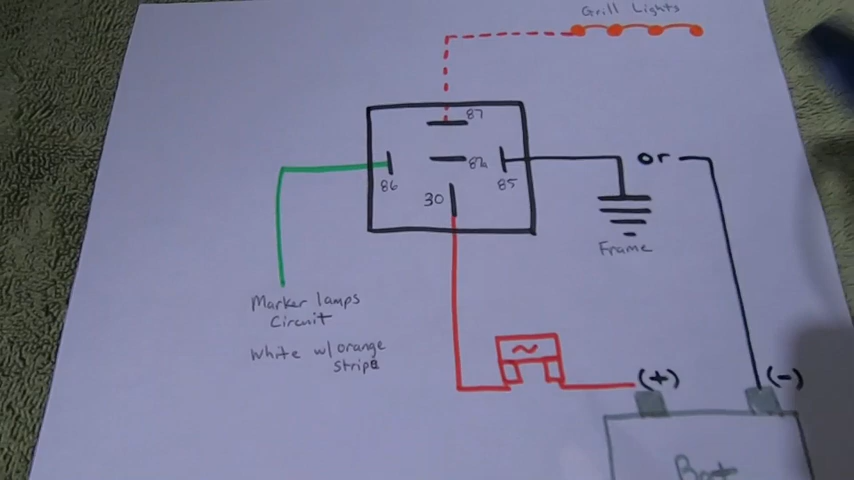 Grill Lights
87
86
87a
85
30
or
Frame
Marker lamps
Circuit
White w/orange
stripe
(+)
(-)